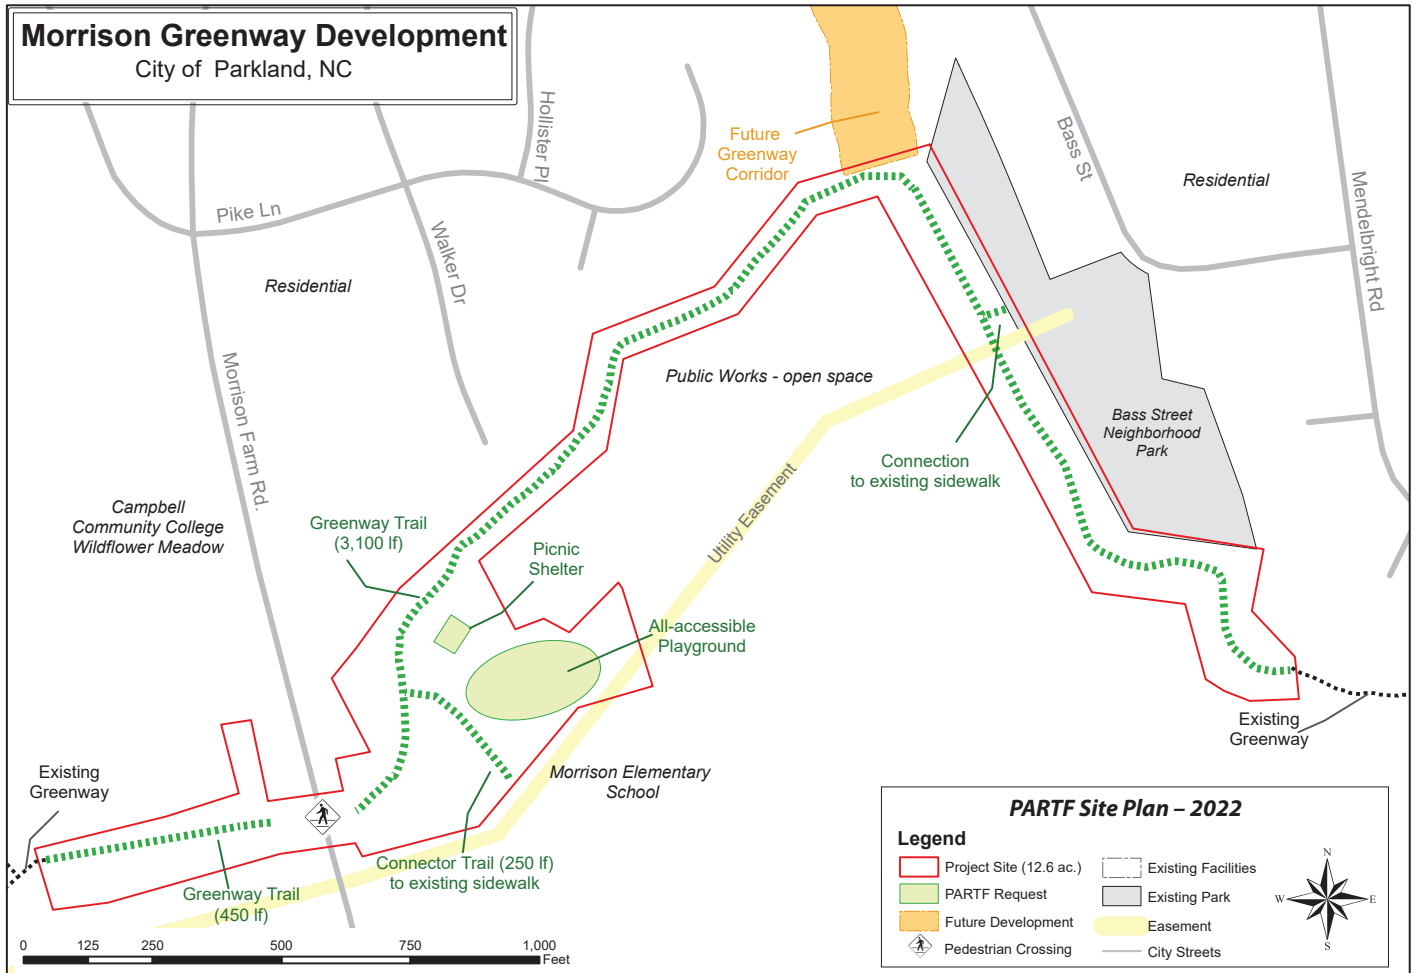 Morrison Greenway Development
City of Parkland, NC
Hollister Pl
Future
Greenway
Corridor
Bass St
Residential
Mendelbright Rd
Pike Ln
Walker Dr
Residential
Morrison Farm Rd.
Public Works - open space
Bass Street
Neighborhood
Park
Connection
to existing sidewalk
Utility Easement
Campbell
Community College
Wildflower Meadow
Greenway Trail
(3,100 lf)
Picnic
Shelter
All-accessible
Playground
Existing
Greenway
Existing
Greenway
Morrison Elementary
School
Connector Trail (250 lf)
to existing sidewalk
Greenway Trail
(450 lf)
0 125 250 500 750 1,000
Feet
PARTF Site Plan – 2022
Legend
Project Site (12.6 ac.)
PARTF Request
Future Development
Pedestrian Crossing
Existing Facilities
Existing Park
Easement
City Streets
N
W E
S